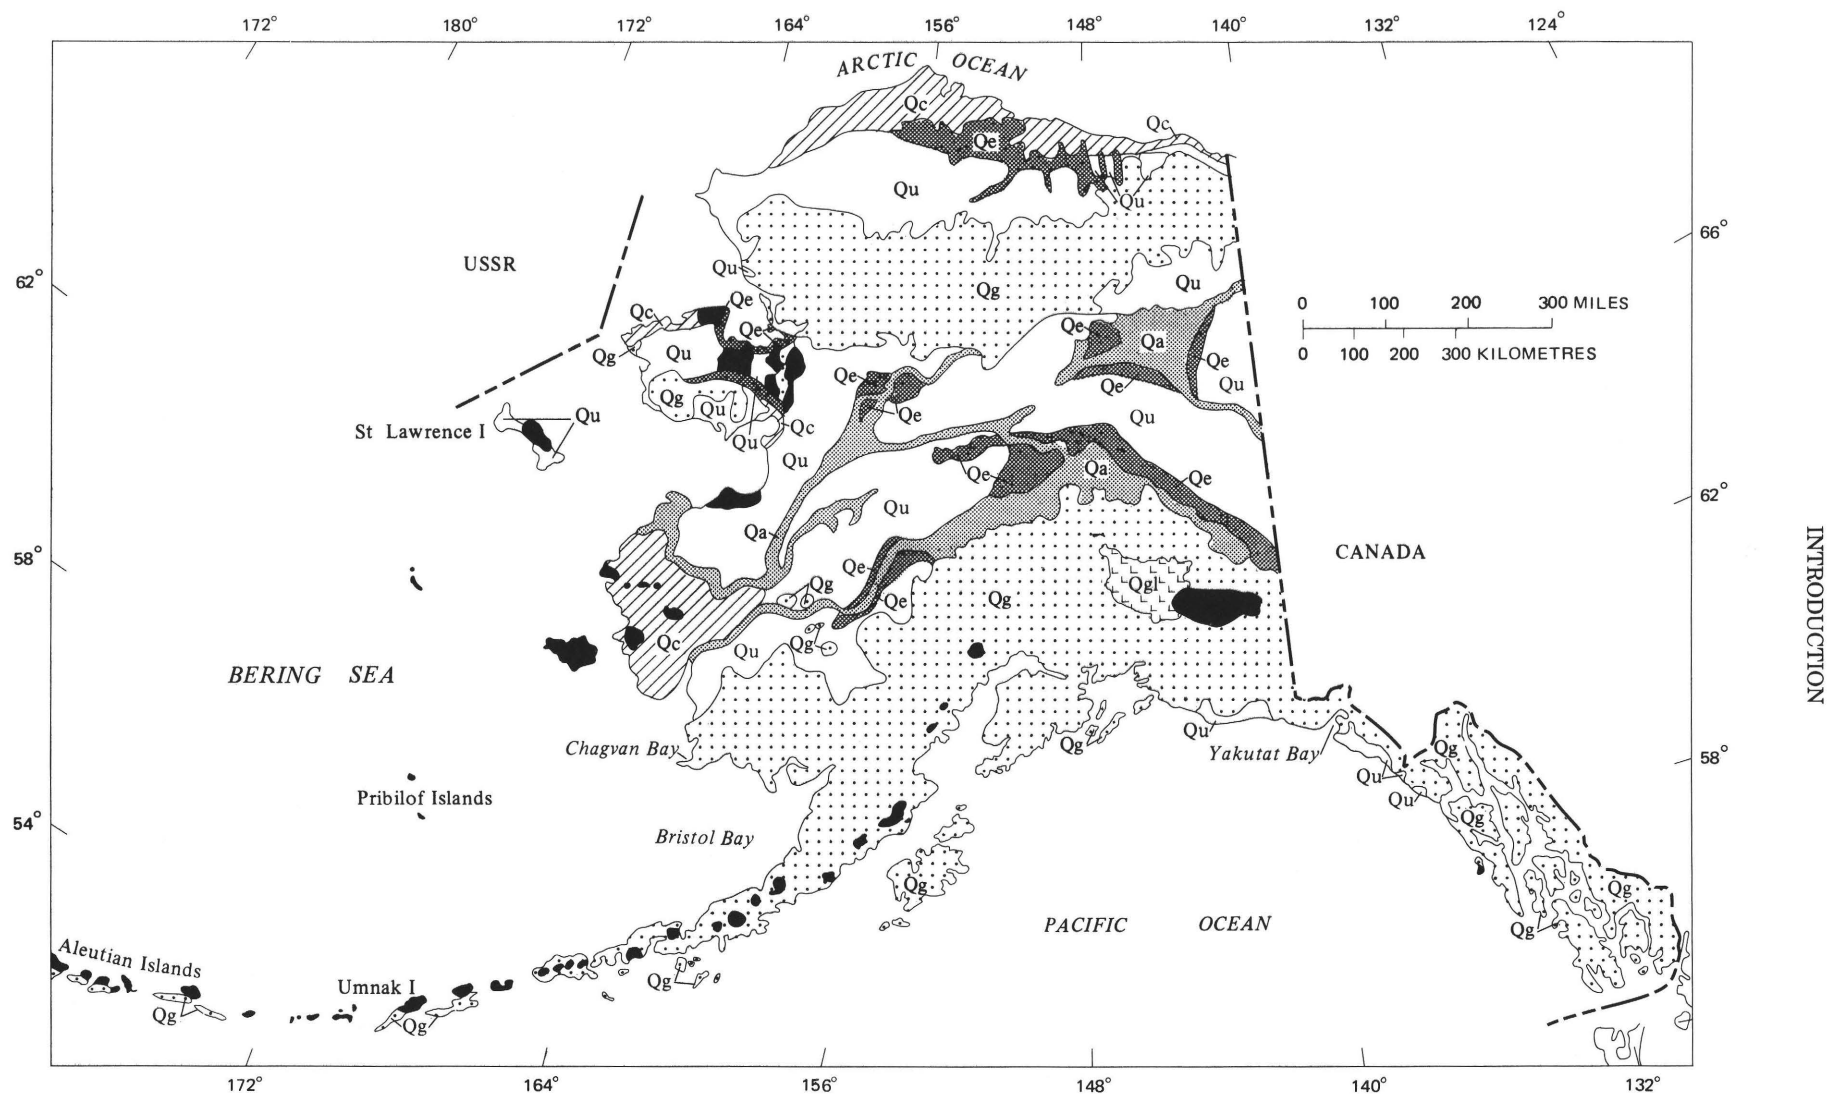 172° 180° 172° 164° 156° 148° 140° 132° 124°
ARCTIC OCEAN
Qc
Qc
Qe
Qu
Qu
66°
USSR
Qu
62°
Qg
Qu
Qe
Qc
Qe
Qg
Qu
Qe
Qa
Qe
0 100 200 300 MILES
0 100 200 300 KILOMETRES
Qe
Qe
Qu
Qg
Qu
Qe
Qu
Qu
St Lawrence I
Qu
Qc
Qu
Qu
Qe
Qa
Qe
62°
Qu
Qa
58°
CANADA
INTRODUCTION
Qe
Qg
Qgl
Qe
Qg
Qc
Qu
Qg
BERING SEA
Chagvan Bay
Qg
Qu
Yakutat Bay
Qg
58°
Qu
Qu
Pribilof Islands
Qg
54°
Bristol Bay
Qg
Qg
PACIFIC OCEAN
Qg
Aleutian Islands
Umnak I
Qg
Qg
Qg
172° 164° 156° 148° 140° 132°